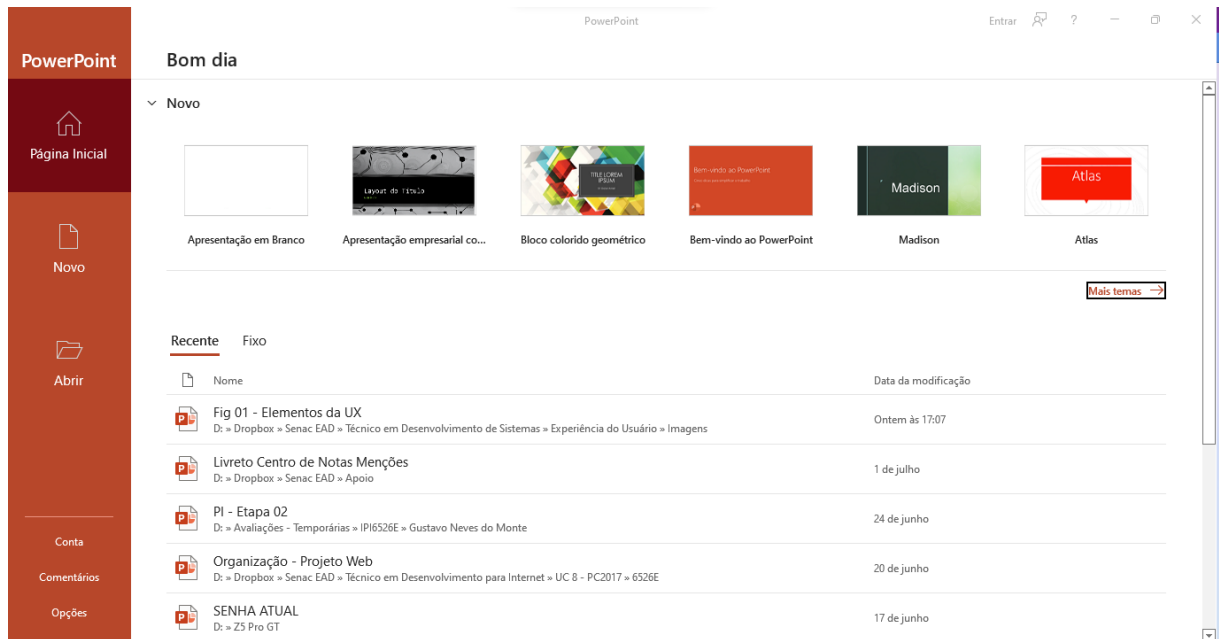 PowerPoint
Entrar ?
PowerPoint
Bom dia
Novo
Página Inicial
Novo
Abrir
Conta
Comentários
Opções
Layout do Título
TITLE LOREM
IPSUM
Bem-vindo ao PowerPoint
Madison
Atlas
Apresentação em Branco
Apresentação empresarial co...
Bloco colorido geométrico
Bem-vindo ao PowerPoint
Madison
Atlas
Mais temas
Recente Fixo
Nome Data da modificação
Fig 01 - Elementos da UX
D: » Dropbox » Senac EAD » Técnico em Desenvolvimento de Sistemas » Experiência do Usuário » Imagens
Ontem às 17:07
Livreto Centro de Notas Menções
D: » Dropbox » Senac EAD » Apoio
1 de julho
PI - Etapa 02
D: » Avaliações - Temporárias » IPI6526E » Gustavo Neves do Monte
24 de junho
Organização - Projeto Web
D: » Dropbox » Senac EAD » Técnico em Desenvolvimento para Internet » UC 8 - PC2017 » 6526E
20 de junho
SENHA ATUAL
D: » Z5 Pro GT
17 de junho